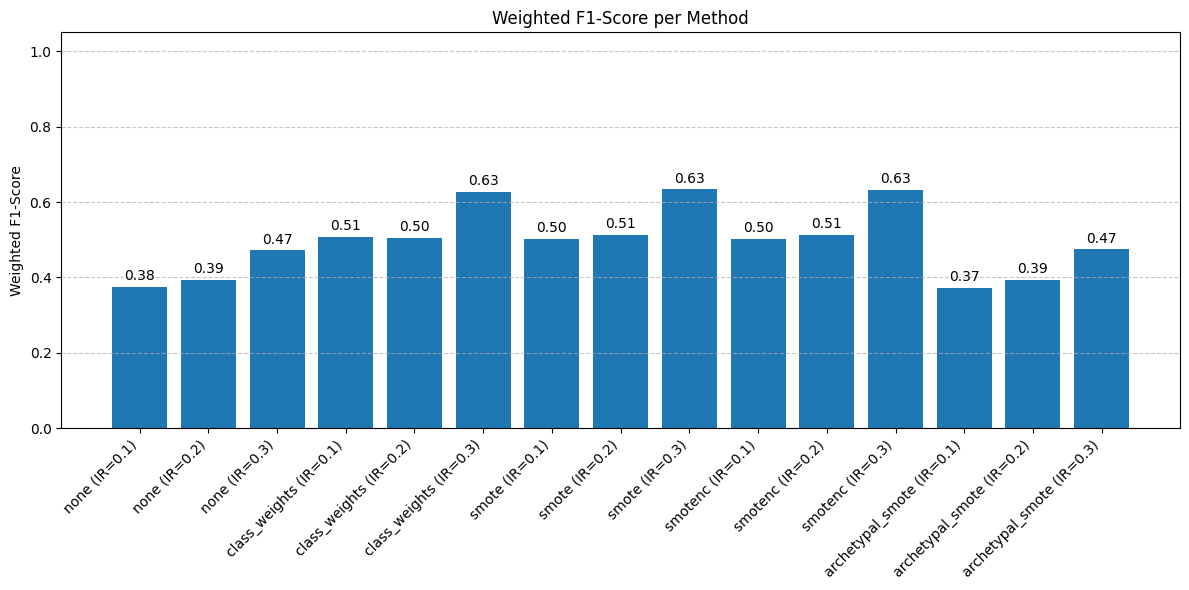 Weighted F1-Score per Method
Weighted F1-Score
1.0
0.8
0.6
0.4
0.2
0.0
0.38
0.39
0.47
0.51
0.50
0.63
0.50
0.51
0.63
0.50
0.51
0.63
0.37
0.39
0.47
none (IR=0.1)
none (IR=0.2)
none (IR=0.3)
class_weights (IR=0.1)
class_weights (IR=0.2)
class_weights (IR=0.3)
smote (IR=0.1)
smote (IR=0.2)
smote (IR=0.3)
smotenc (IR=0.1)
smotenc (IR=0.2)
smotenc (IR=0.3)
archetypal_smote (IR=0.1)
archetypal_smote (IR=0.2)
archetypal_smote (IR=0.3)